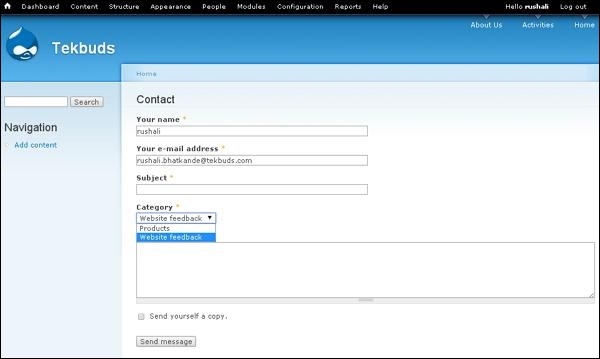 Dashboard Content Structure Appearance People Modules Configuration Reports Help Hello rushali Log out
About Us Activities Home
Tekbuds
Home
Search
Navigation
Add content
Contact
Your name *
rushali
Your e-mail address *
rushali.bhatkande@tekbuds.com
Subject *
Category *
Website feedback
Products
Website feedback
Send yourself a copy.
Send message